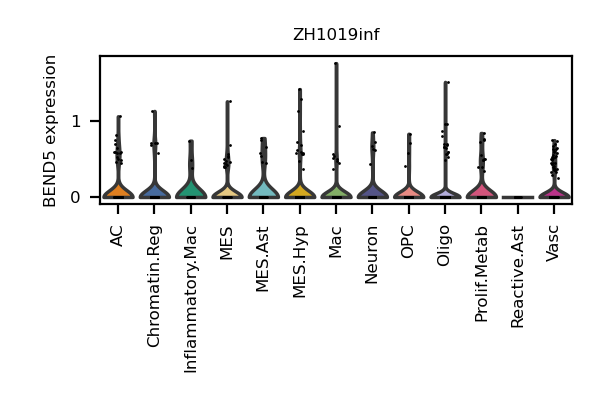 ZH1019inf
BEND5 expression
1
0
AC
Chromatin.Reg
Inflammatory.Mac
MES
MES.Ast
MES.Hyp
Mac
Neuron
OPC
Oligo
Prolif.Metab
Reactive.Ast
Vasc